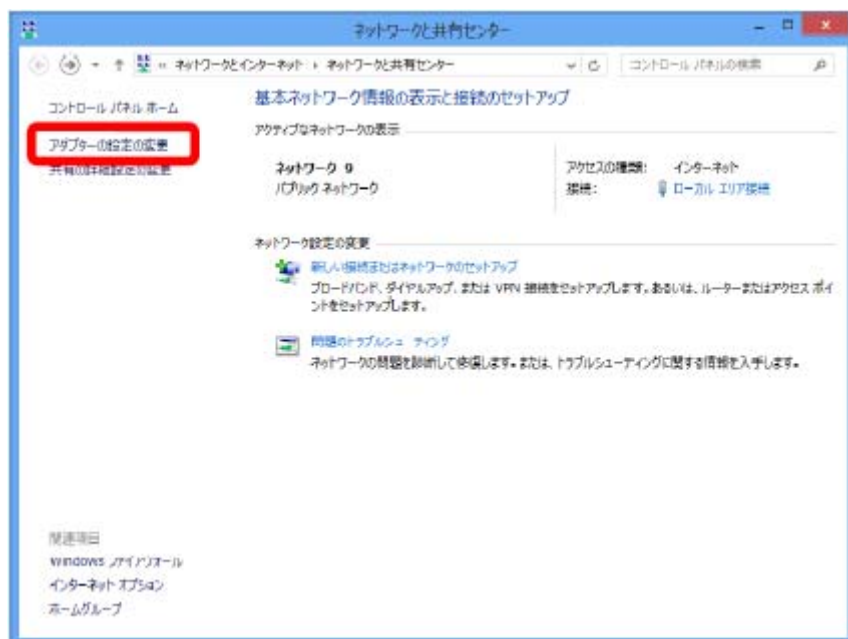 ネットワークと共有センター
« ネットワークとインターネット › ネットワークと共有センター
コントロール パネルの検索
コントロール パネル ホーム
アダプターの設定の変更
共有の詳細設定の変更
基本ネットワーク情報の表示と接続のセットアップ
アクティブなネットワークの表示
ネットワーク 9
パブリック ネットワーク
アクセスの種類: インターネット
接続: ローカル エリア接続
ネットワーク設定の変更
新しい接続またはネットワークのセットアップ
ブロードバンド、ダイヤルアップ、または VPN 接続をセットアップします。あるいは、ルーターまたはアクセス ポイ
ントをセットアップします。
問題のトラブルシューティング
ネットワークの問題を診断して修復します。または、トラブルシューティングに関する情報を入手します。
関連項目
Windows ファイアウォール
インターネット オプション
ホームグループ